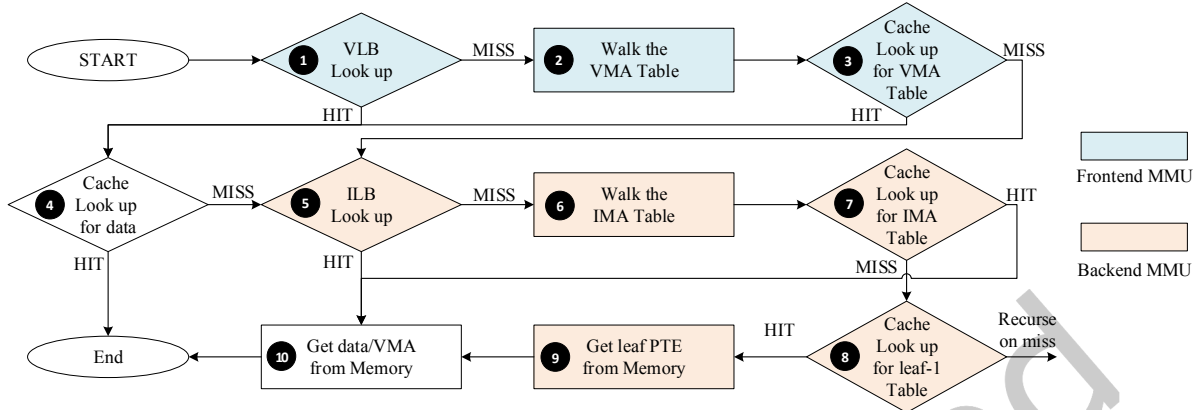 START
1
VLB
Look up
MISS
2
Walk the
VMA Table
3
Cache
Look up
for VMA
Table
MISS
HIT
HIT
4
Cache
Look up
for data
MISS
HIT
5
ILB
Look up
MISS
HIT
6
Walk the
IMA Table
7
Cache
Look up
for IMA
Table
HIT
MISS
Frontend MMU
Backend MMU
End
10
Get data/VMA
from Memory
9
Get leaf PTE
from Memory
HIT
8
Cache
Look up
for leaf-1
Table
Recurse
on miss